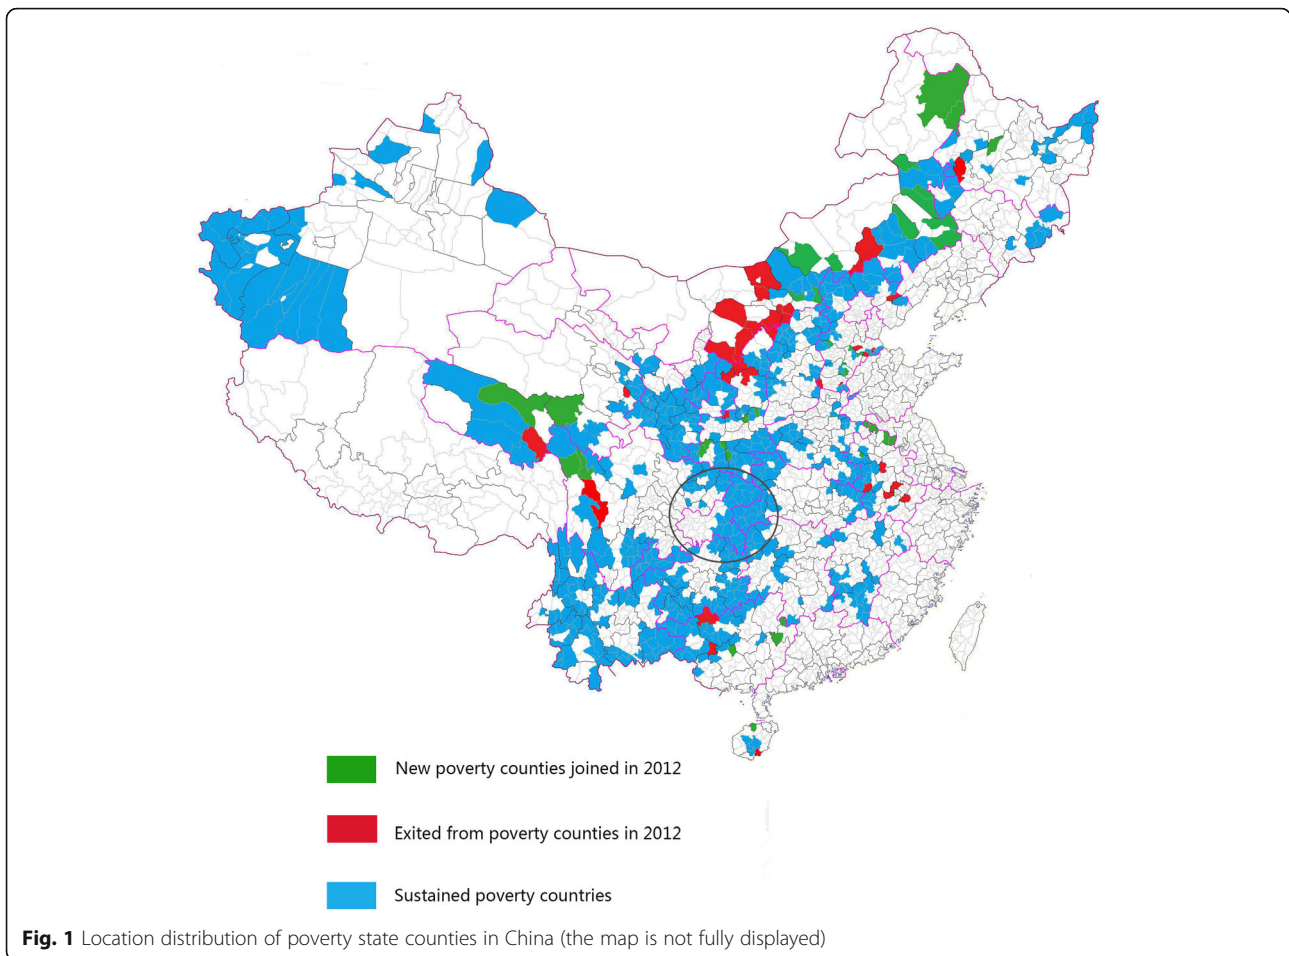 New poverty counties joined in 2012
Exited from poverty counties in 2012
Sustained poverty countries
Fig. 1 Location distribution of poverty state counties in China (the map is not fully displayed)